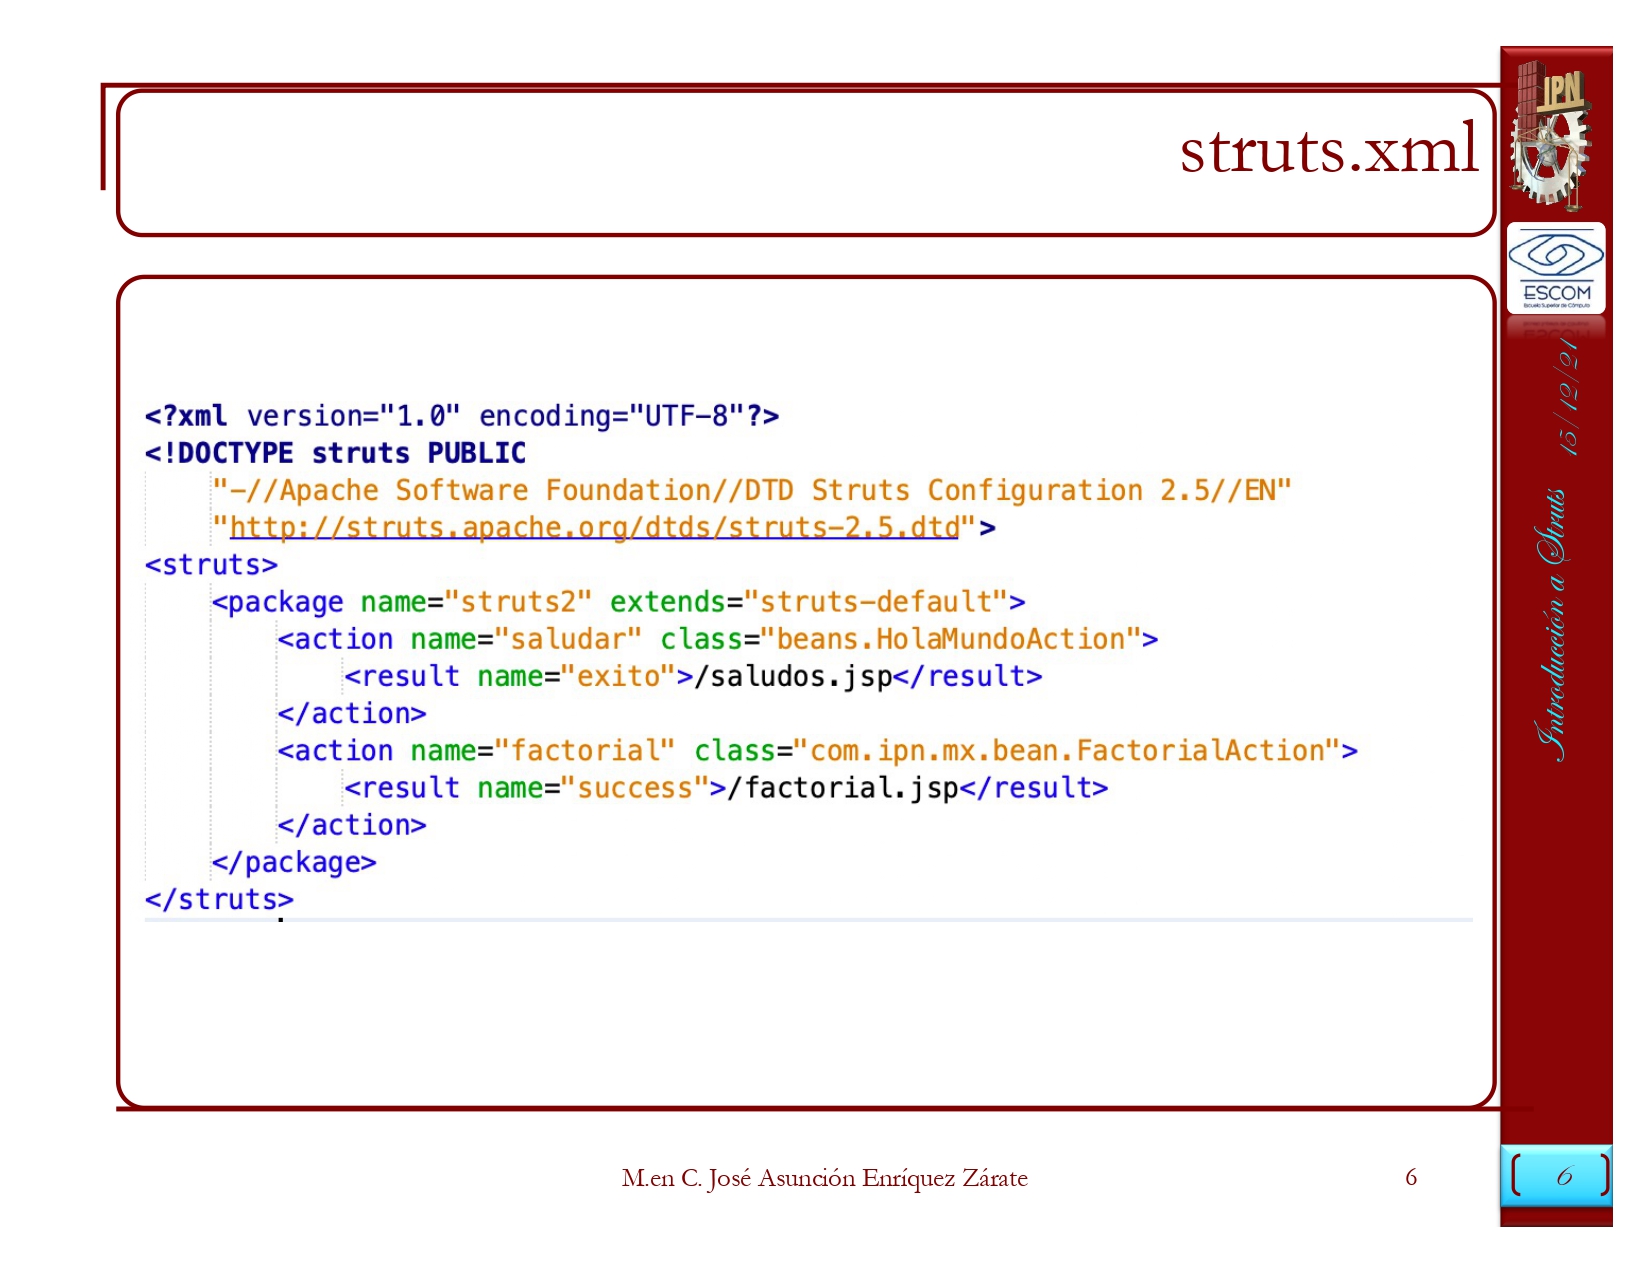 struts.xml
IPN
ESCOM
Escuela Superior de Cómputo
15/12/21
Introducción a Struts
<?xml version="1.0" encoding="UTF-8"?>
<!DOCTYPE struts PUBLIC
"-//Apache Software Foundation//DTD Struts Configuration 2.5//EN"
"http://struts.apache.org/dtds/struts-2.5.dtd">
<struts>
<package name="struts2" extends="struts-default">
<action name="saludar" class="beans.HolaMundoAction">
<result name="exito">/saludos.jsp</result>
</action>
<action name="factorial" class="com.ipn.mx.bean.FactorialAction">
<result name="success">/factorial.jsp</result>
</action>
</package>
</struts>
M.en C. José Asunción Enríquez Zárate
6
6